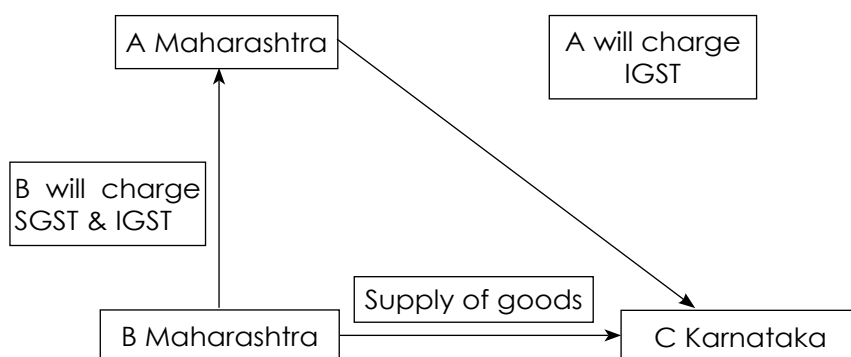 A Maharashtra
A will charge
IGST
B will charge
SGST & IGST
Supply of goods
B Maharashtra
C Karnataka